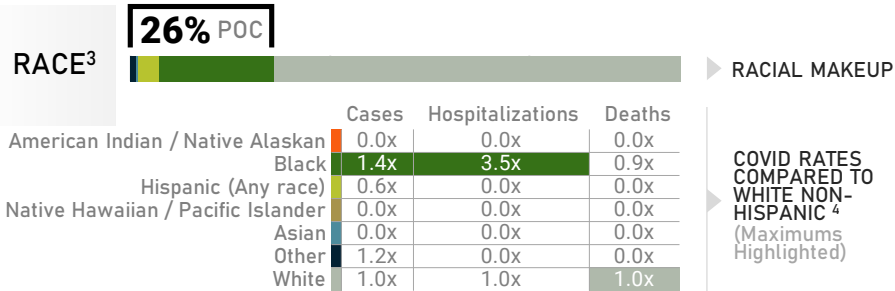 26% POC
RACE3
RACIAL MAKEUP
Cases Hospitalizations Deaths
American Indian / Native Alaskan 0.0x 0.0x 0.0x
Black 1.4x 3.5x 0.9x
Hispanic (Any race) 0.6x 0.0x 0.0x
Native Hawaiian / Pacific Islander 0.0x 0.0x 0.0x
Asian 0.0x 0.0x 0.0x
Other 1.2x 0.0x 0.0x
White 1.0x 1.0x 1.0x
COVID RATES
COMPARED TO
WHITE NON-
HISPANIC 4
(Maximums
Highlighted)